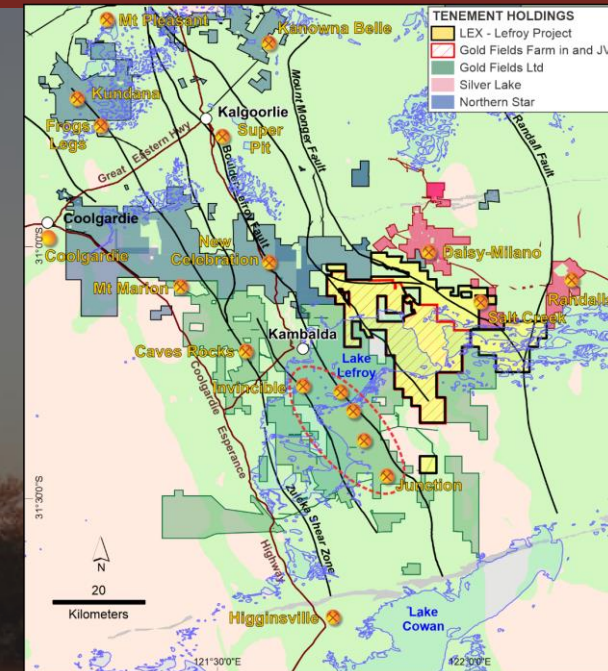 TENEMENT HOLDINGS
LEX - Lefroy Project
Gold Fields Farm in and JV
Gold Fields Ltd
Silver Lake
Northern Star
Mt Pleasant
Kanowna Belle
Kundana
Frogs
Legs
Kalgoorlie
Super
Pit
Great Eastern Hwy
Mount Monger Fault
Randall Fault
Boulder-Lefroy Fault
Coolgardie
Coolgardie
31°00'S
New
Celebration
Daisy-Milano
Mt Marion
Randalls
Salt Creek
Kambalda
Caves Rocks
Lake
Lefroy
Invincible
Coolgardie
Esperance
Highway
Junction
Zuleika Shear Zone
31°30'S
N
20
Kilometers
Higginsville
Lake
Cowan
121°30'0"E
122°0'0"E